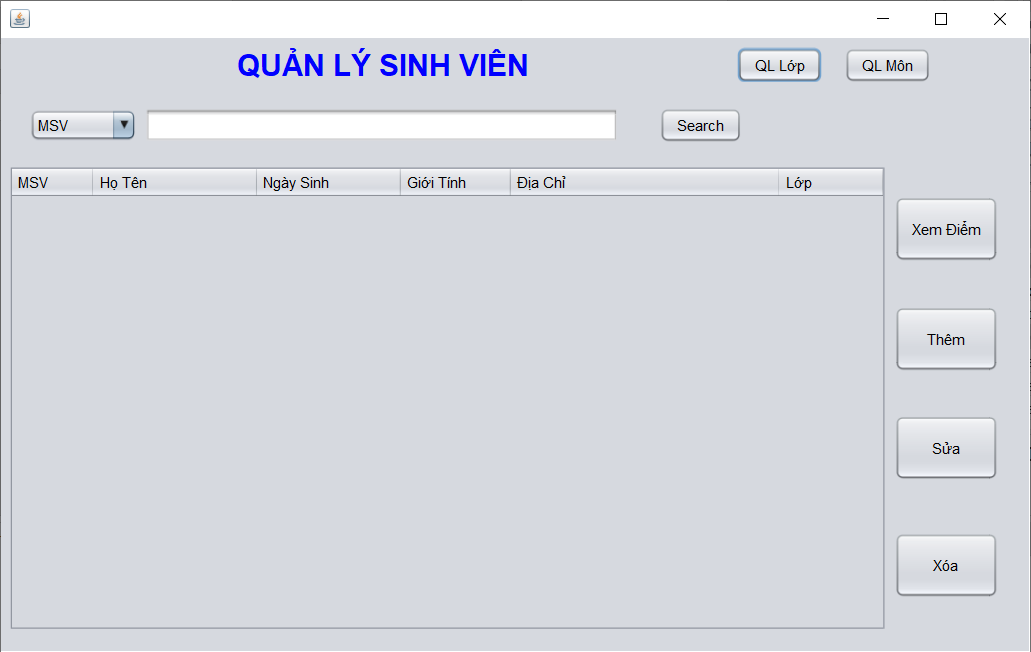 QUẢN LÝ SINH VIÊN QL Lớp QL Môn
MSV Search
MSV Họ Tên Ngày Sinh Giới Tính Địa Chỉ Lớp
Xem Điểm
Thêm
Sửa
Xóa